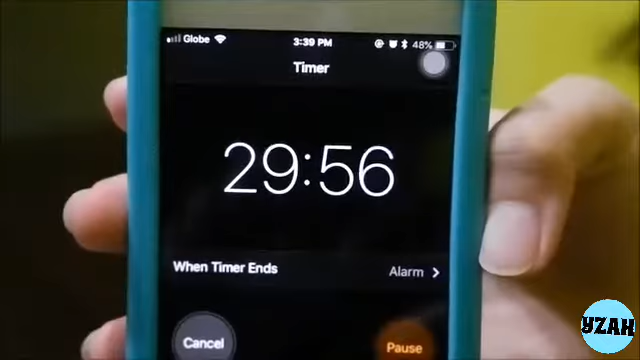 Globe 3:39 PM 48%
Timer
29:56
When Timer Ends Alarm
Cancel Pause
YZAH